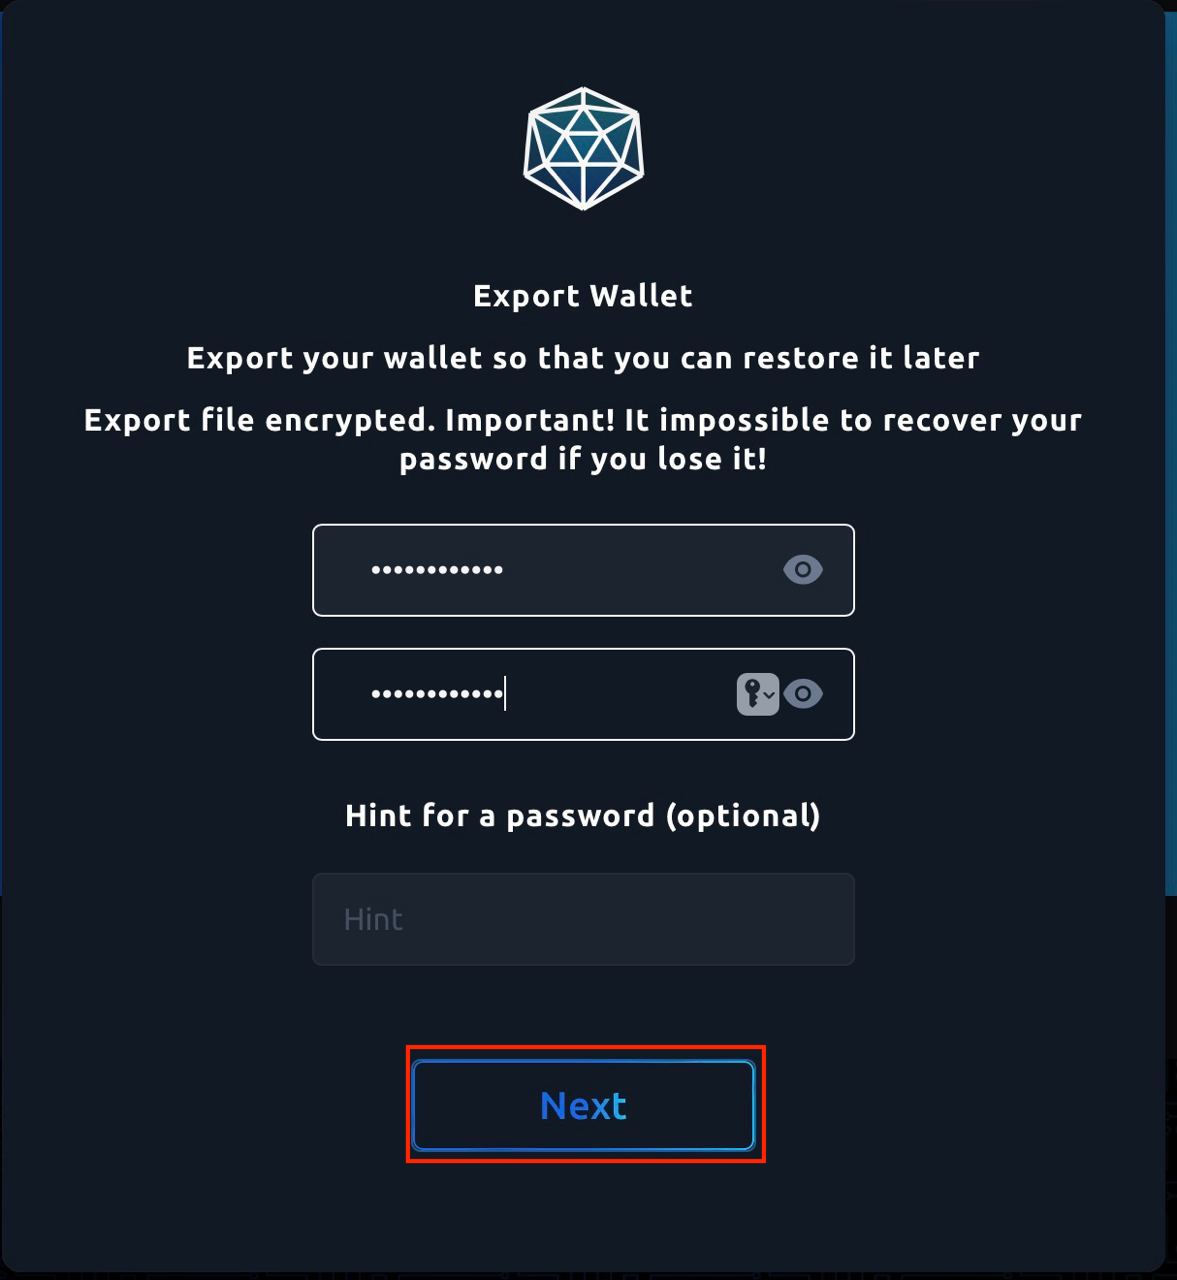 Export Wallet
Export your wallet so that you can restore it later
Export file encrypted. Important! It impossible to recover your
password if you lose it!
••••••••••••
••••••••••••
Hint for a password (optional)
Hint
Next